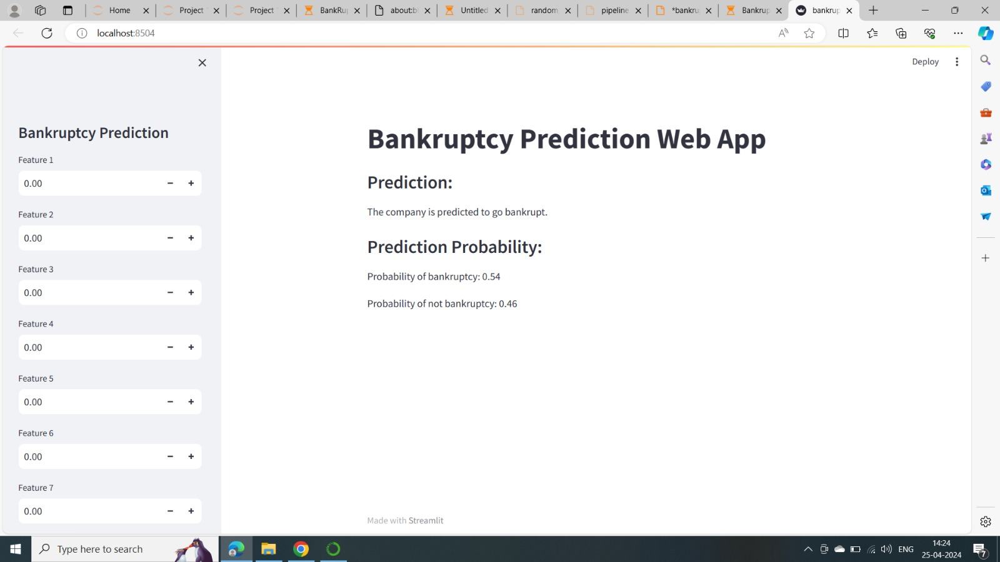 Home
Project
Project
BankRu
about:bl
Untitled
random
pipeline
*bankru
Bankrup
bankrup
localhost:8504
Deploy
Bankruptcy Prediction
Feature 1
0.00
Feature 2
0.00
Feature 3
0.00
Feature 4
0.00
Feature 5
0.00
Feature 6
0.00
Feature 7
0.00
Bankruptcy Prediction Web App
Prediction:
The company is predicted to go bankrupt.
Prediction Probability:
Probability of bankruptcy: 0.54
Probability of not bankruptcy: 0.46
Made with Streamlit
Type here to search
ENG
14:24
25-04-2024
7